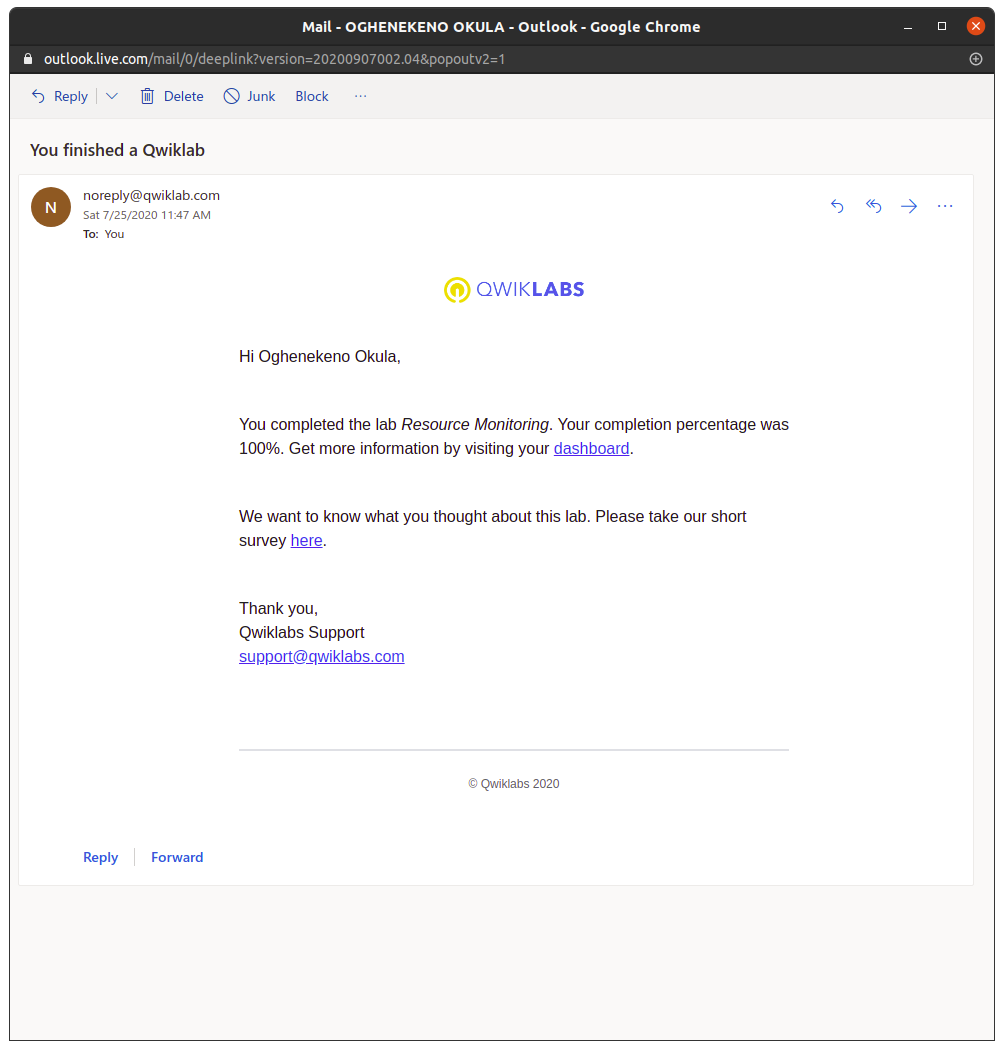 Mail - OGHENEKENO OKULA - Outlook - Google Chrome
outlook.live.com/mail/0/deeplink?version=20200907002.04&popoutv2=1
Reply Delete Junk Block ...
You finished a Qwiklab
N
noreply@qwiklab.com
Sat 7/25/2020 11:47 AM
To: You
QWIKLABS
Hi Oghenekeno Okula,
You completed the lab Resource Monitoring. Your completion percentage was
100%. Get more information by visiting your dashboard.
We want to know what you thought about this lab. Please take our short
survey here.
Thank you,
Qwiklabs Support
support@qwiklabs.com
© Qwiklabs 2020
Reply Forward